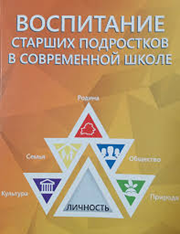 ВОСПИТАНИЕ
СТАРШИХ ПОДРОСТКОВ
В СОВРЕМЕННОЙ ШКОЛЕ
Родина
Семья
Общество
Культура
Природа
ЛИЧНОСТЬ